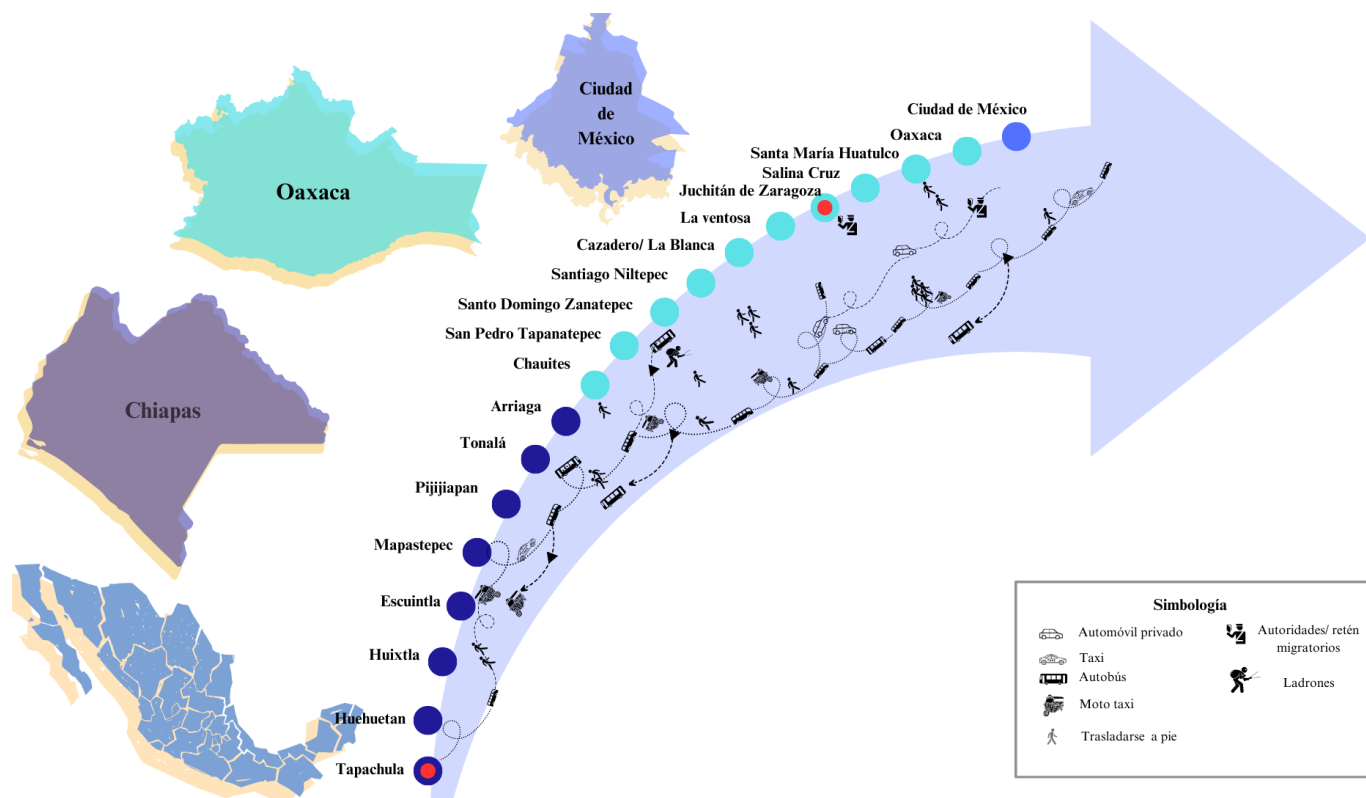 Ciudad
de
México
Oaxaca
Chiapas
Ciudad de México
Oaxaca
Santa María Huatulco
Salina Cruz
Juchitán de Zaragoza
La ventosa
Cazadero/ La Blanca
Santiago Niltepec
Santo Domingo Zanatepec
San Pedro Tapanatepec
Chauites
Arriaga
Tonalá
Pijijiapan
Mapastepec
Escuintla
Huixtla
Huehuetan
Tapachula
Simbología
Automóvil privado
Taxi
Autobús
Moto taxi
Trasladarse a pie
Autoridades/ retén
migratorios
Ladrones